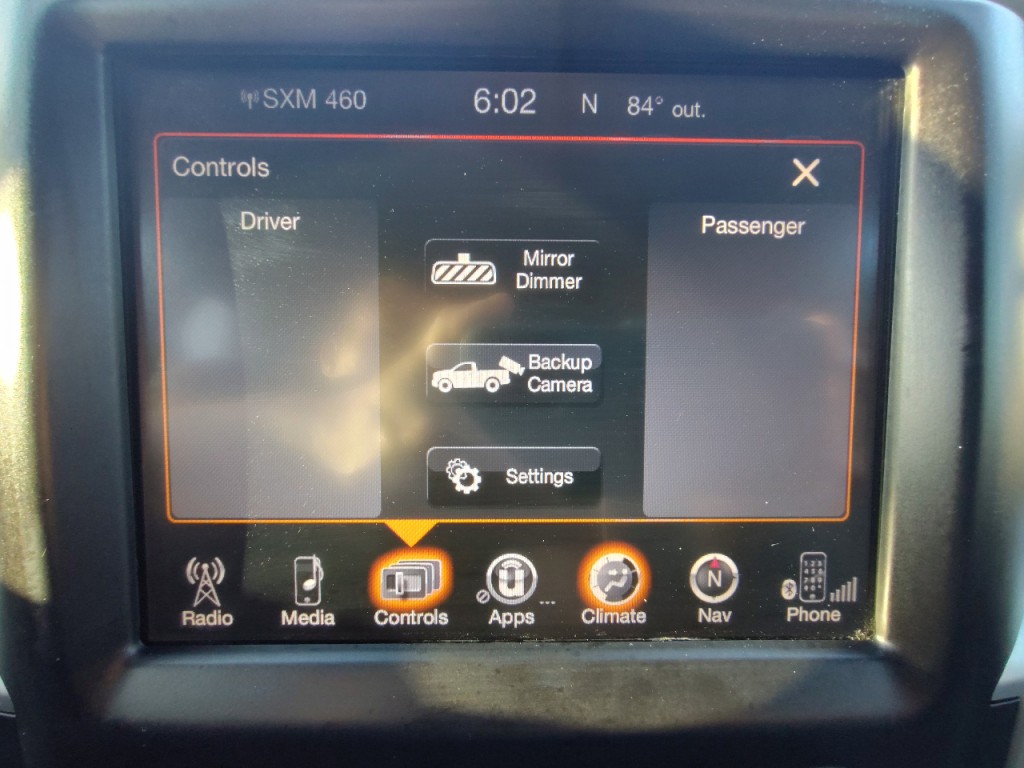 SXM 460 6:02 N 84° out.
Controls
Driver
Passenger
Mirror
Dimmer
Backup
Camera
Settings
N
Radio Media Controls Apps Climate Nav Phone